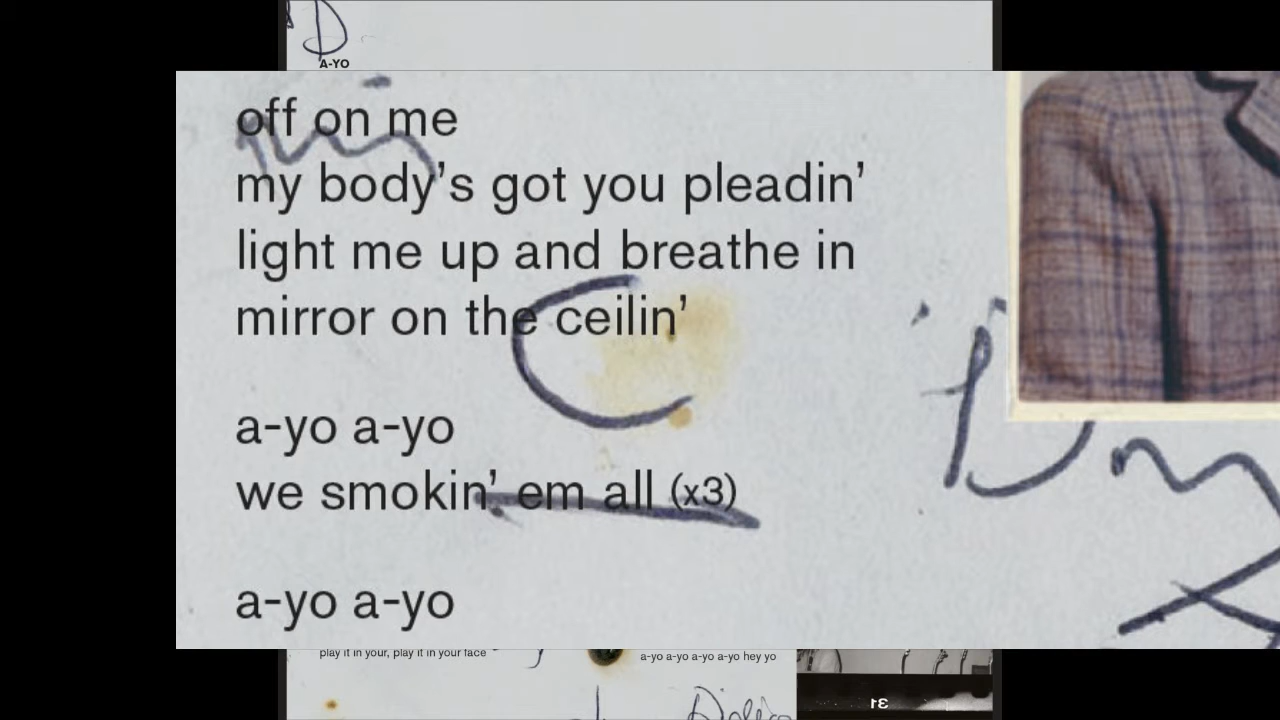 D
A-YO
off on me
my body's got you pleadin'
light me up and breathe in
mirror on the ceilin'
a-yo a-yo
we smokin' em all (x3)
a-yo a-yo
play it in your, play it in your face
a-yo a-yo a-yo a-yo hey yo
31